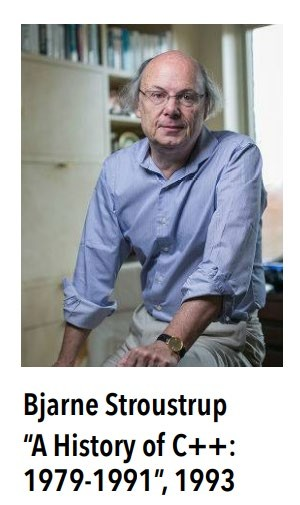 Bjarne Stroustrup
“A History of C++:
1979-1991”, 1993